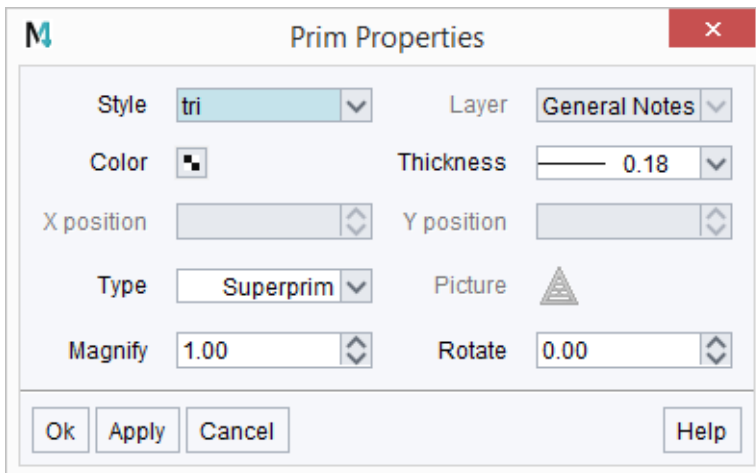 Prim Properties
Style tri Layer General Notes
Color Thickness 0.18
X position Y position
Type Superprim Picture
Magnify 1.00 Rotate 0.00
Ok Apply Cancel Help